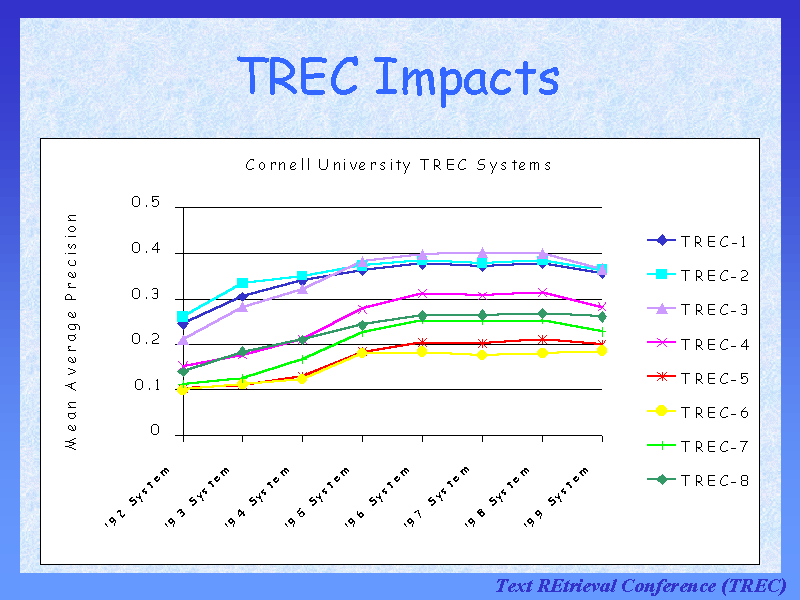 TREC Impacts
Cornell University TREC Systems
Mean Average Precision
0.5
0.4
0.3
0.2
0.1
0
'92 System
'93 System
'94 System
'95 System
'96 System
'97 System
'98 System
'99 System
TREC-1
TREC-2
TREC-3
TREC-4
TREC-5
TREC-6
TREC-7
TREC-8
Text REtrieval Conference (TREC)